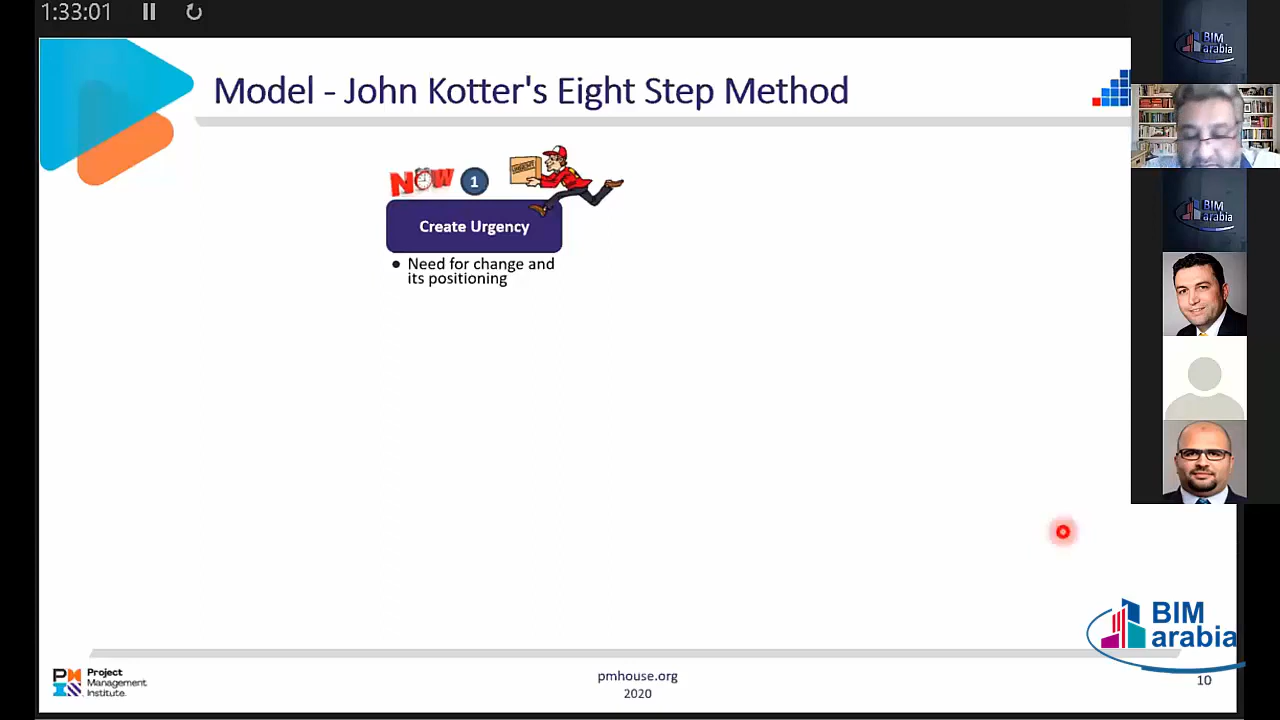 1:33:01
BIM
arabia
Model - John Kotter's Eight Step Method
NOW
1
URGENT
Create Urgency
● Need for change and
its positioning
BIM
arabia
BIM
arabia
Project
Management
Institute.
pmhouse.org
2020
10